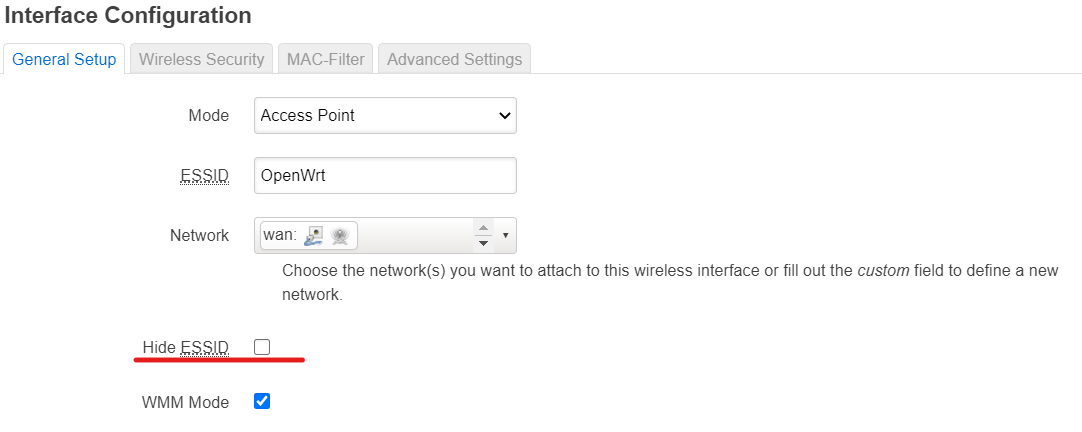 Interface Configuration
General Setup Wireless Security MAC-Filter Advanced Settings
Mode Access Point
ESSID OpenWrt
Network wan:
Choose the network(s) you want to attach to this wireless interface or fill out the custom field to define a new
network.
Hide ESSID
WMM Mode